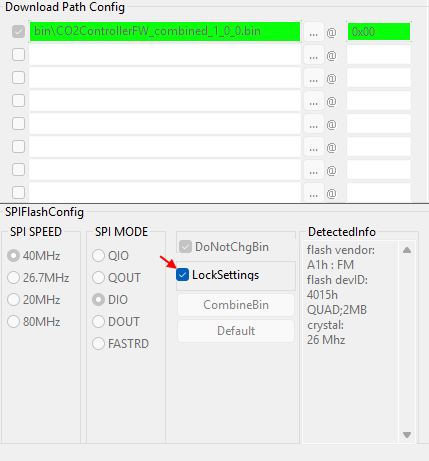 Download Path Config
bin\CO2ControllerFW_combined_1_0_0.bin ... @ 0x00
... @
... @
... @
... @
... @
... @
... @
SPIFlashConfig
SPI SPEED
40MHz
26.7MHz
20MHz
80MHz
SPI MODE
QIO
QOUT
DIO
DOUT
FASTRD
DoNotChgBin
LockSettings
CombineBin
Default
DetectedInfo
flash vendor:
A1h : FM
flash devID:
4015h
QUAD;2MB
crystal:
26 Mhz